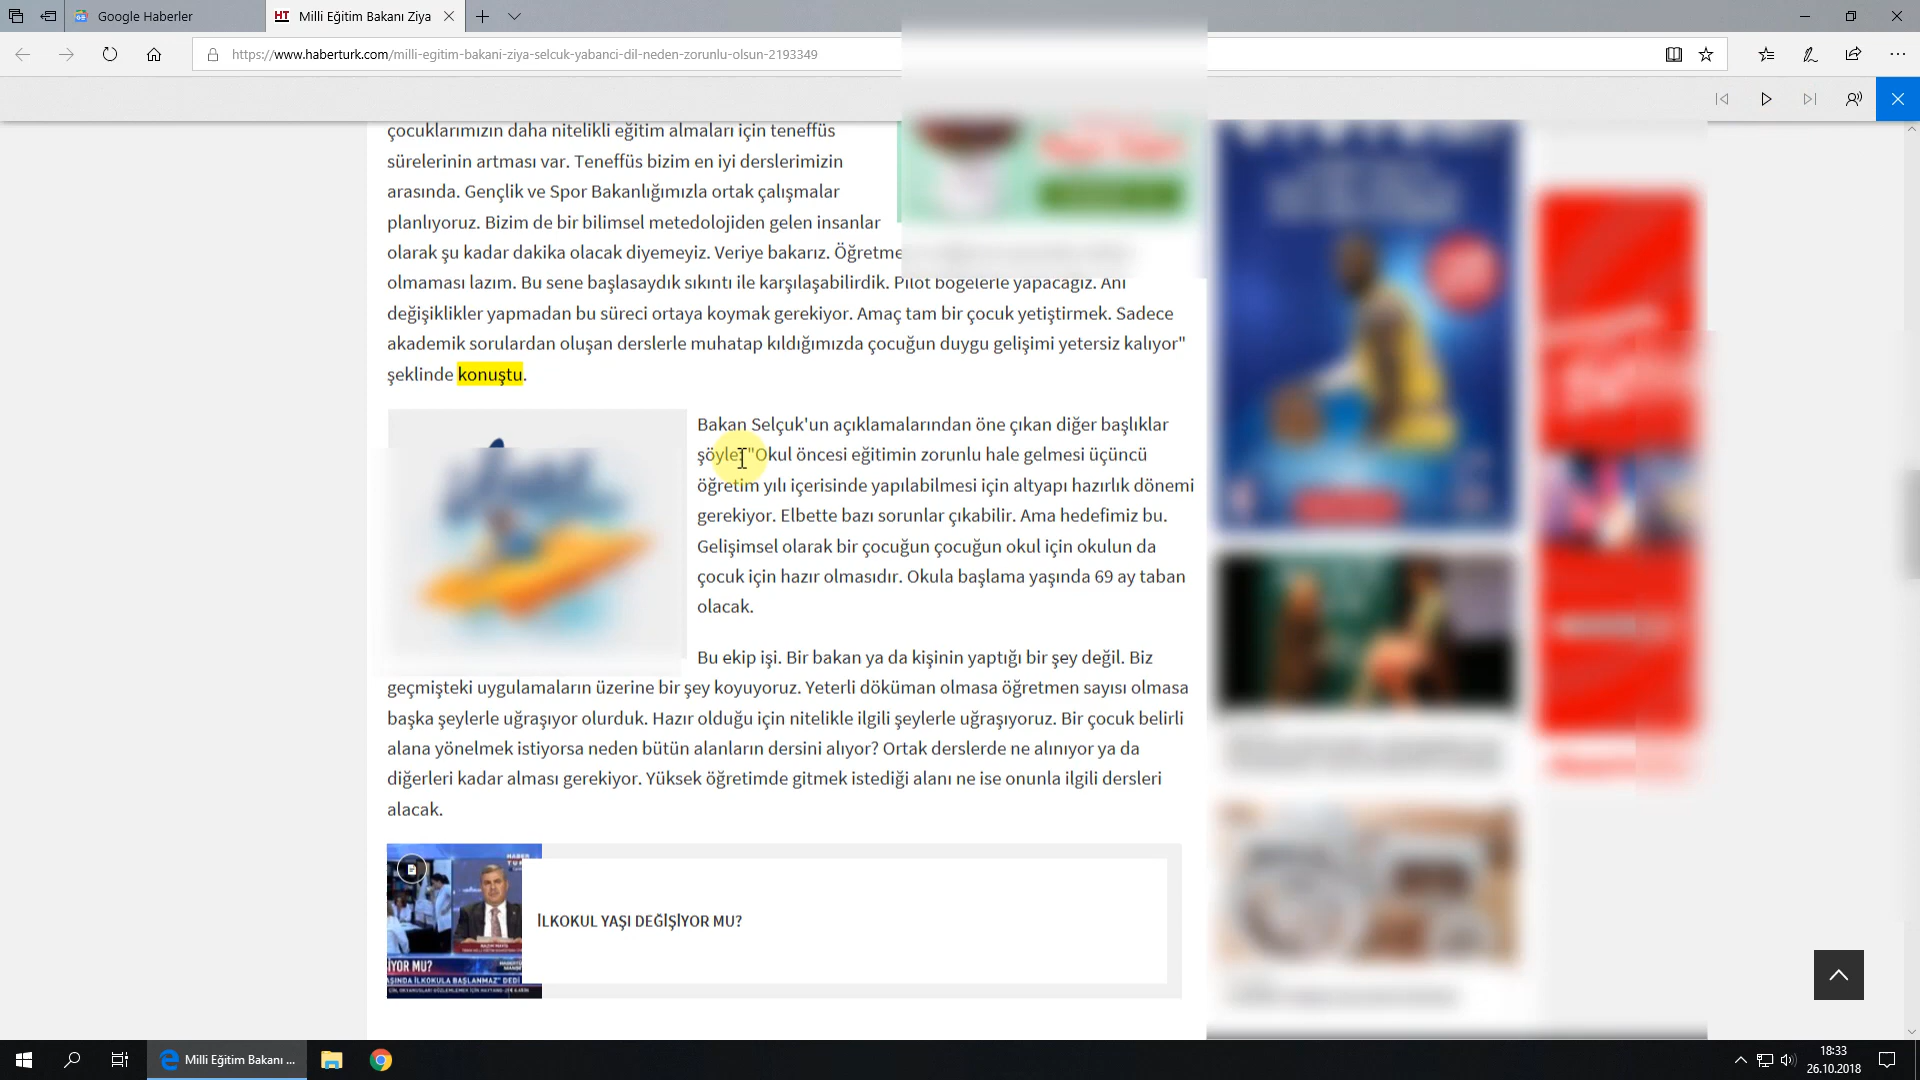 Google Haberler
HT Milli Eğitim Bakanı Ziya
https://www.haberturk.com/milli-egitim-bakani-ziya-selcuk-yabanci-dil-neden-zorunlu-olsun-2193349
çocuklarımızın daha nitelikli eğitim almaları için teneffüs
sürelerinin artması var. Teneffüs bizim en iyi derslerimizin
arasında. Gençlik ve Spor Bakanlığımızla ortak çalışmalar
planlıyoruz. Bizim de bir bilimsel metedolojiden gelen insanlar
olarak şu kadar dakika olacak diyemeyiz. Veriye bakarız. Öğretme
olmaması lazım. Bu sene başlasaydık sıkıntı ile karşılaşabilirdik. Pilot bögelerle yapacağız. Ani
değişiklikler yapmadan bu süreci ortaya koymak gerekiyor. Amaç tam bir çocuk yetiştirmek. Sadece
akademik sorulardan oluşan derslerle muhatap kıldığımızda çocuğun duygu gelişimi yetersiz kalıyor"
şeklinde konuştu.
Bakan Selçuk'un açıklamalarından öne çıkan diğer başlıklar
şöyle: "Okul öncesi eğitimin zorunlu hale gelmesi üçüncü
öğretim yılı içerisinde yapılabilmesi için altyapı hazırlık dönemi
gerekiyor. Elbette bazı sorunlar çıkabilir. Ama hedefimiz bu.
Gelişimsel olarak bir çocuğun çocuğun okul için okulun da
çocuk için hazır olmasıdır. Okula başlama yaşında 69 ay taban
olacak.
Bu ekip işi. Bir bakan ya da kişinin yaptığı bir şey değil. Biz
geçmişteki uygulamaların üzerine bir şey koyuyoruz. Yeterli döküman olmasa öğretmen sayısı olmasa
başka şeylerle uğraşıyor olurduk. Hazır olduğu için nitelikle ilgili şeylerle uğraşıyoruz. Bir çocuk belirli
alana yönelmek istiyorsa neden bütün alanların dersini alıyor? Ortak derslerde ne alınıyor ya da
diğerleri kadar alması gerekiyor. Yüksek öğretimde gitmek istediği alanı ne ise onunla ilgili dersleri
alacak.
İLKOKUL YAŞI DEĞİŞİYOR MU?
İYOR MU?
AŞINDA İLKOKULA BAŞLANMAZ" DEDİ
Milli Eğitim Bakanı ...
18:33
26.10.2018